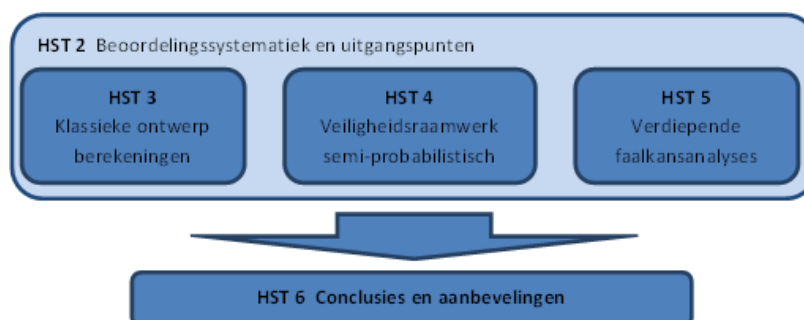 HST 2 Beoordelingssystematiek en uitgangspunten
HST 3
Klassieke ontwerp
berekeningen
HST 4
Veiligheidsraamwerk
semi-probabilistisch
HST 5
Verdiepende
faalkansanalyses
HST 6 Conclusies en aanbevelingen